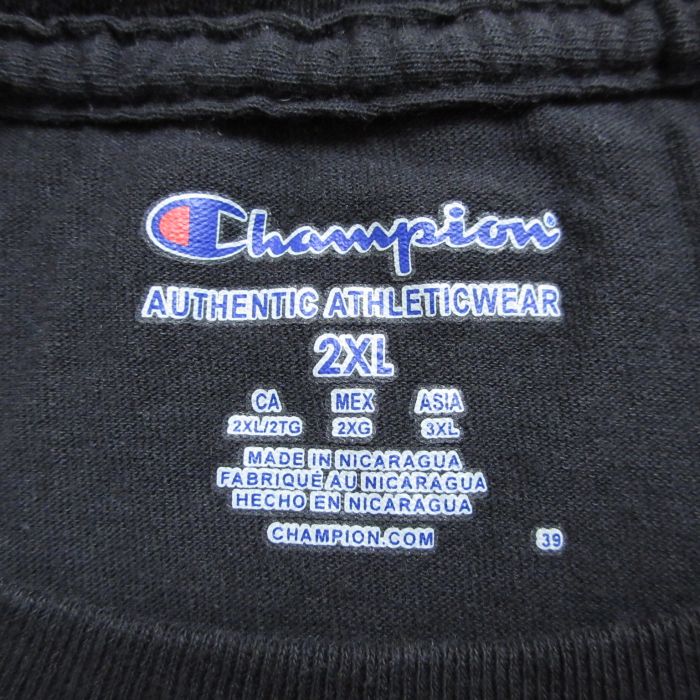 Champion
AUTHENTIC ATHLETICWEAR
2XL
CA MEX ASIA
2XL/2TG 2XG 3XL
MADE IN NICARAGUA
FABRIQUÉ AU NICARAGUA
HECHO EN NICARAGUA
CHAMPION.COM 39